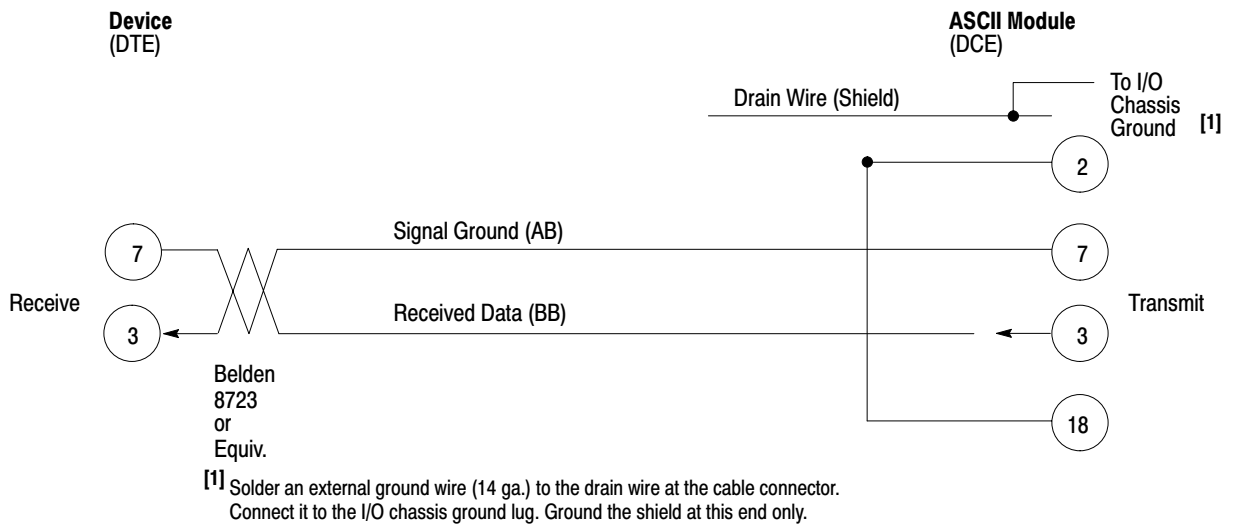 Device
(DTE)
ASCII Module
(DCE)
Drain Wire (Shield)
To I/O
Chassis
Ground [1]
2
7
Signal Ground (AB)
7
Receive
3
Received Data (BB)
3
Transmit
Belden
8723
or
Equiv.
18
[1] Solder an external ground wire (14 ga.) to the drain wire at the cable connector.
Connect it to the I/O chassis ground lug. Ground the shield at this end only.